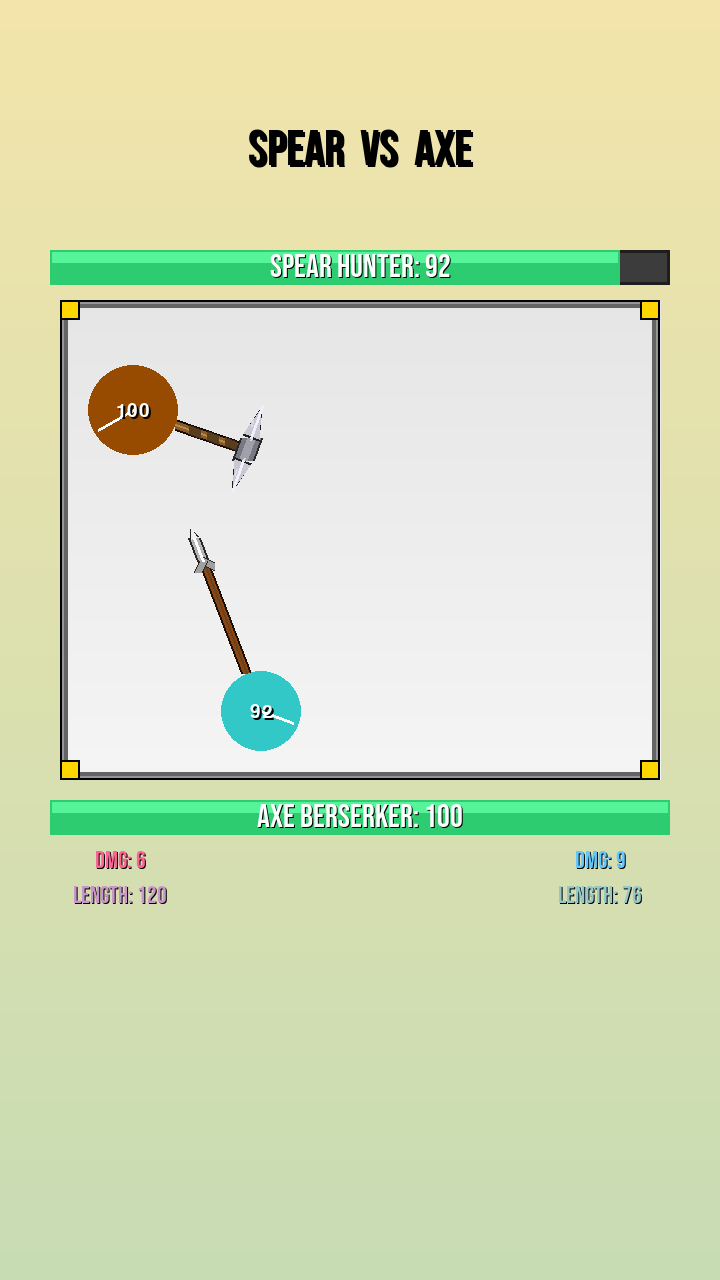 SPEAR VS AXE
SPEAR HUNTER: 92
100
92
AXE BERSERKER: 100
DMG: 6
DMG: 9
LENGTH: 120
LENGTH: 76